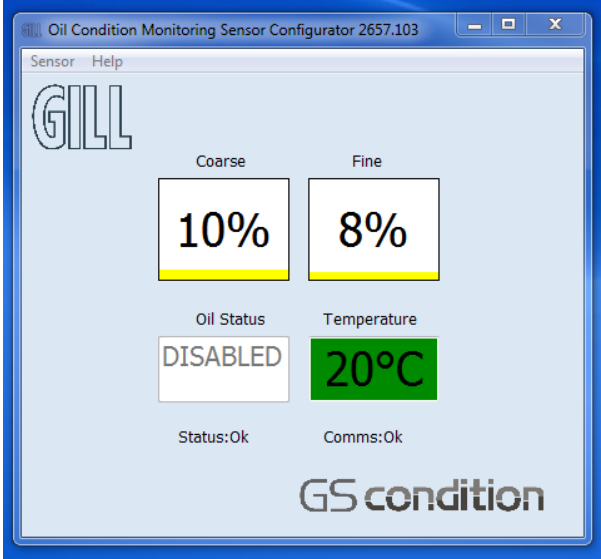 GILL Oil Condition Monitoring Sensor Configurator 2657.103
Sensor Help
GILL
Coarse Fine
10% 8%
Oil Status Temperature
DISABLED 20°C
Status:Ok Comms:Ok
GS condition